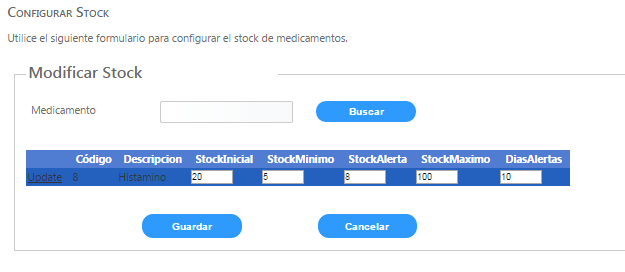 Configurar Stock
Utilice el siguiente formulario para configurar el stock de medicamentos.
Modificar Stock
Medicamento Buscar
Código Descripcion StockInicial StockMinimo StockAlerta StockMaximo DiasAlertas
Update 8 Histamino 20 5 8 100 10
Guardar Cancelar